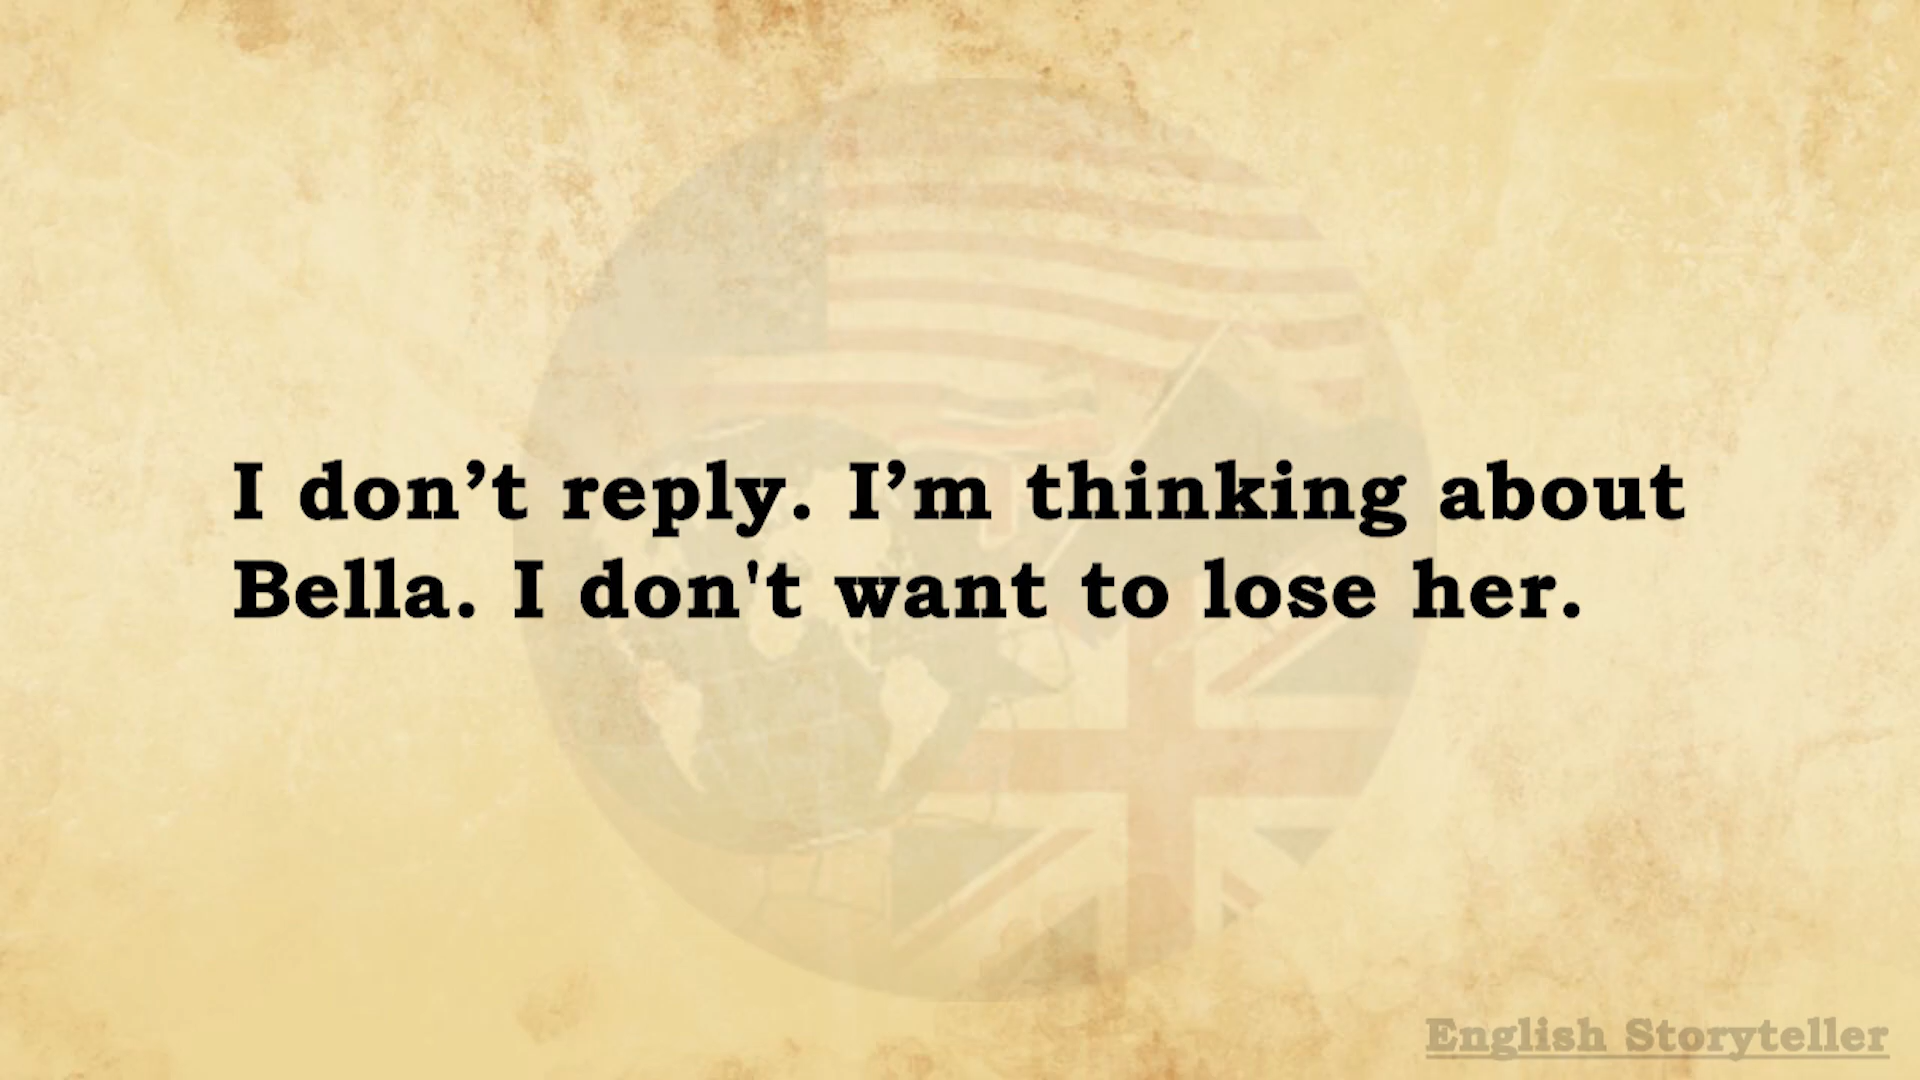 I don’t reply. I’m thinking about
Bella. I don't want to lose her.
English Storyteller